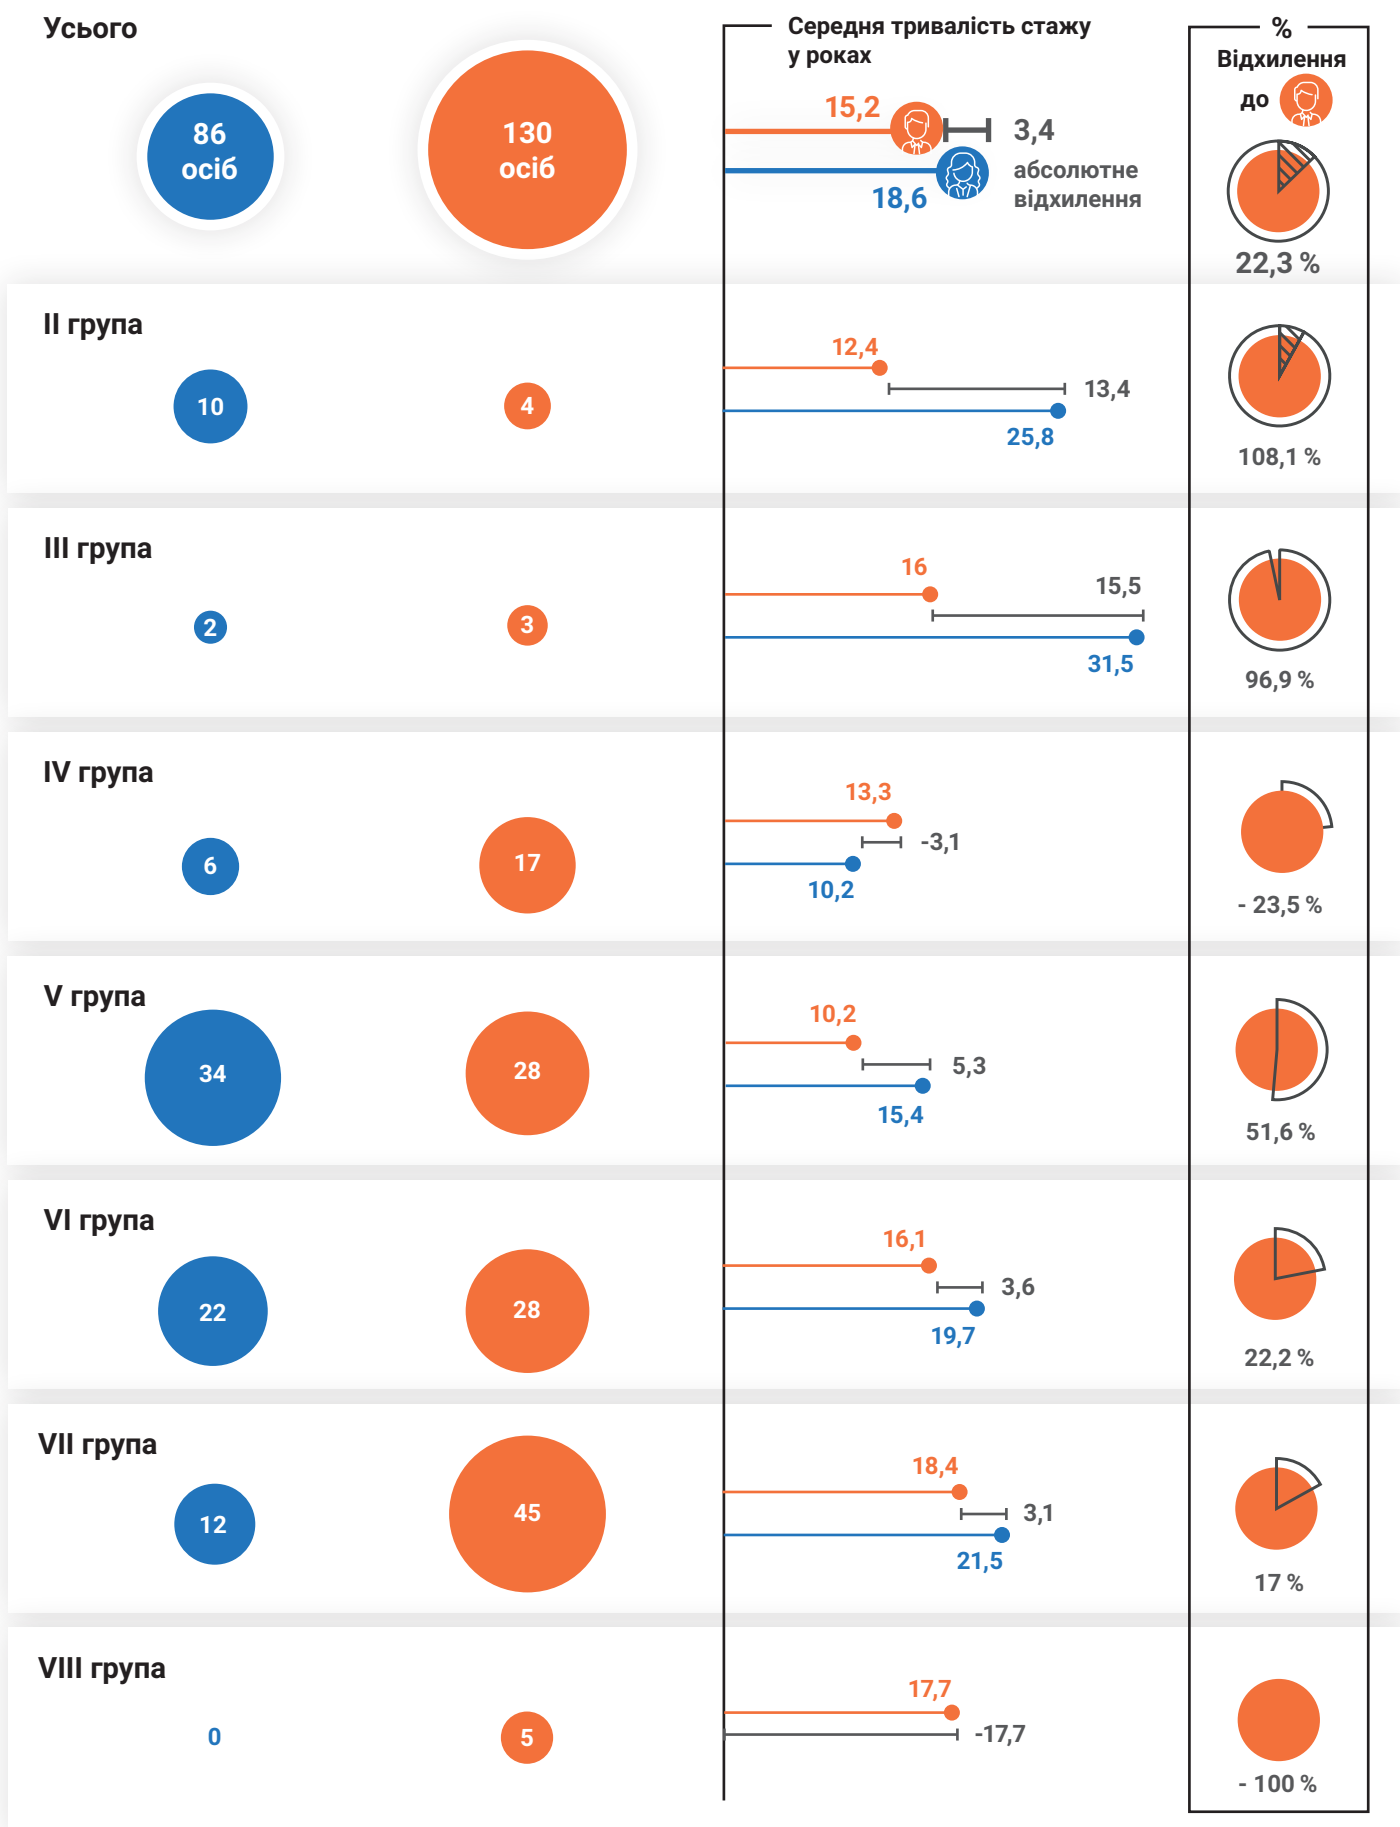 Усього
86
осіб
130
осіб
Середня тривалість стажу
у роках
15,2
3,4
абсолютне
відхилення
18,6
%
Відхилення
до
22,3 %
II група
10
4
12,4
13,4
25,8
108,1 %
III група
2
3
16
15,5
31,5
96,9 %
IV група
6
17
13,3
-3,1
10,2
- 23,5 %
V група
34
28
10,2
5,3
15,4
51,6 %
VI група
22
28
16,1
3,6
19,7
22,2 %
VII група
12
45
18,4
3,1
21,5
17 %
VIII група
0
5
17,7
-17,7
- 100 %